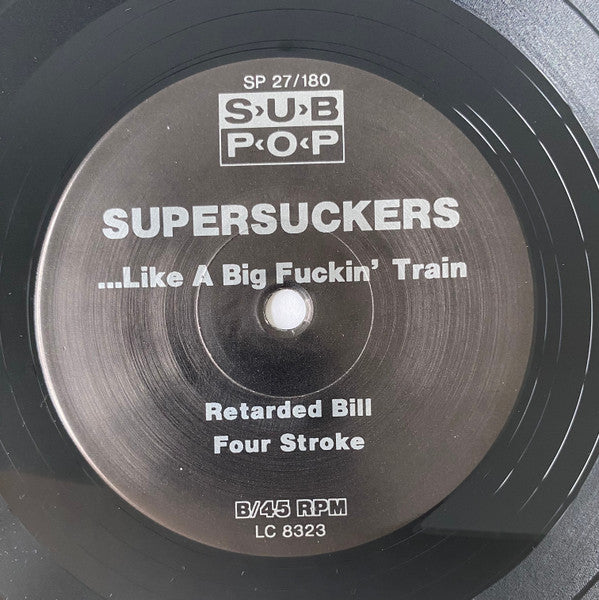 SP 27/180
S›U›B
P‹O‹P
SUPERSUCKERS
...Like A Big Fuckin' Train
Retarded Bill
Four Stroke
B/45 RPM
LC 8323